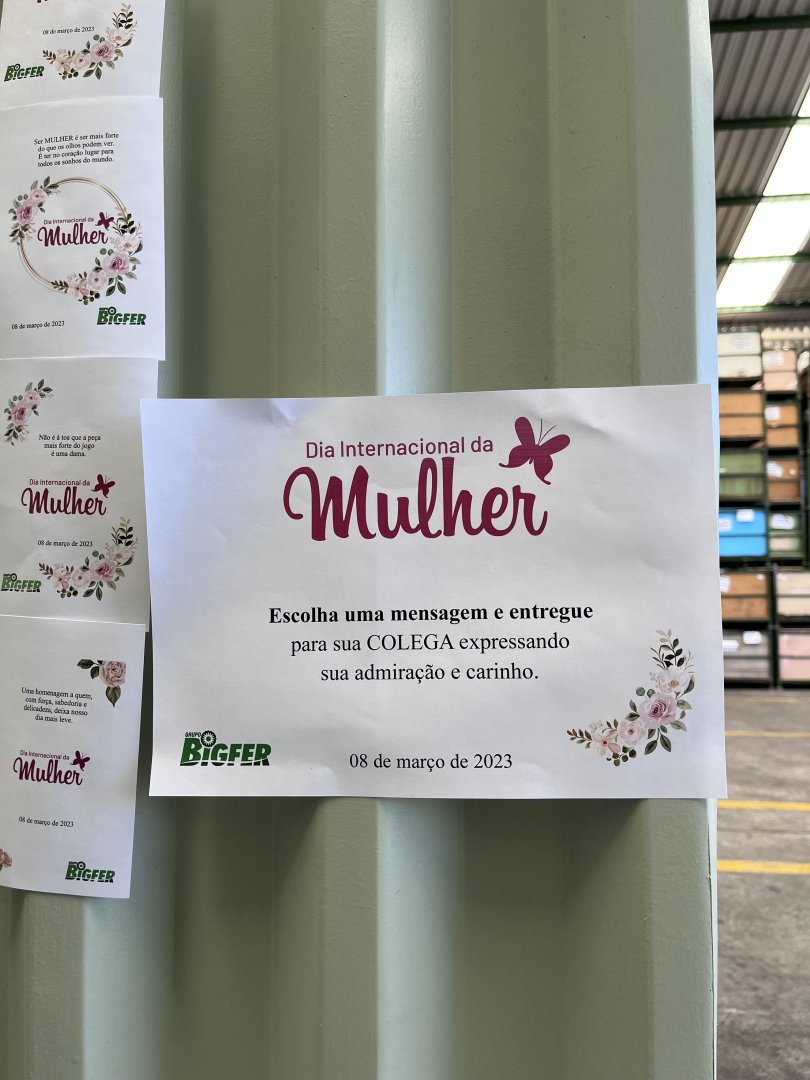 08 de março de 2023
BIGFER
Ser MULHER é ser mais forte
do que os olhos podem ver.
É ter no coração lugar para
todos os sonhos do mundo.
Dia Internacional da
Mulher
08 de março de 2023
BIGFER
Não é à toa que a peça
mais forte do jogo
é uma dama.
Dia Internacional da
Mulher
08 de março de 2023
BIGFER
Uma homenagem a quem,
com força, sabedoria e
delicadeza, deixa nosso
dia mais leve.
Dia Internacional da
Mulher
08 de março de 2023
BIGFER
Dia Internacional da
Mulher
Escolha uma mensagem e entregue
para sua COLEGA expressando
sua admiração e carinho.
GRUPO
BIGFER
08 de março de 2023